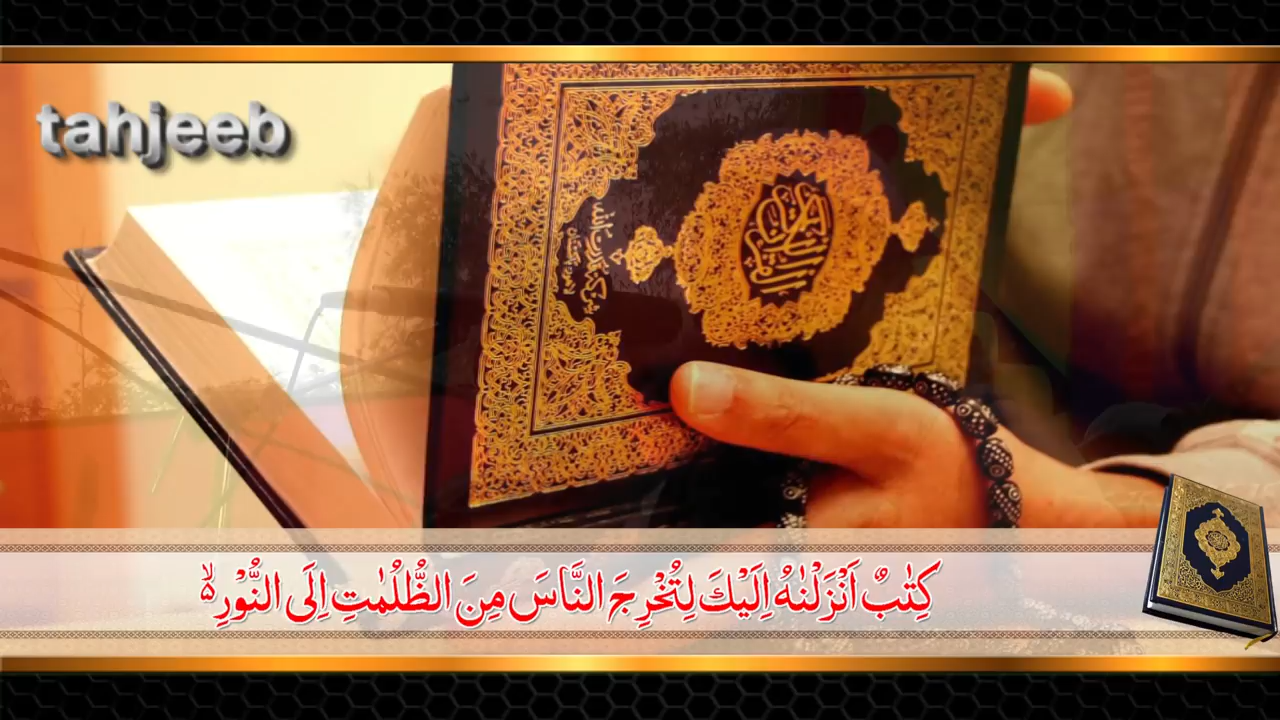 tahjeeb
كِتٰبٌ اَنْزَلْنٰهُ اِلَيْكَ لِتُخْرِجَ النَّاسَ مِنَ الظُّلُمٰتِ اِلَى النُّوْرِ ۙ